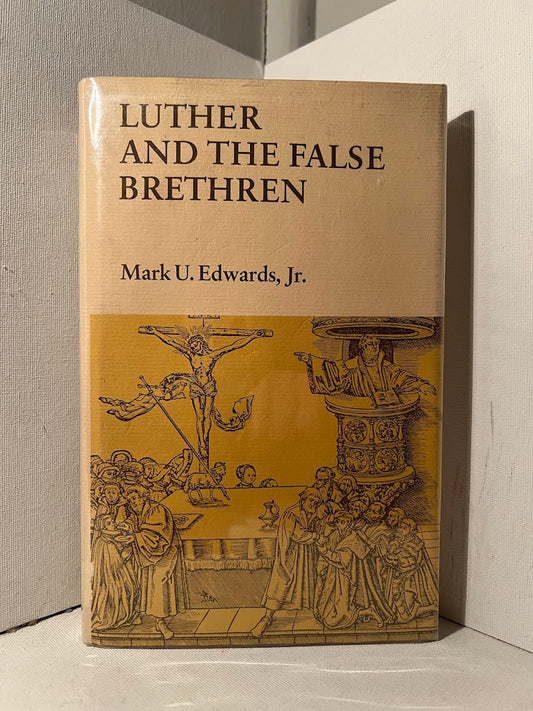 LUTHER
AND THE FALSE
BRETHREN
Mark U. Edwards, Jr.